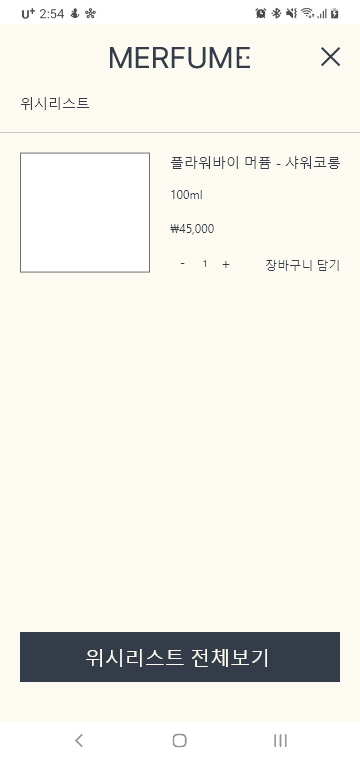 U+ 2:54
MERFUME
위시리스트
플라워바이 머퓸 - 샤워코롱
100ml
₩45,000
- 1 + 장바구니 담기
위시리스트 전체보기